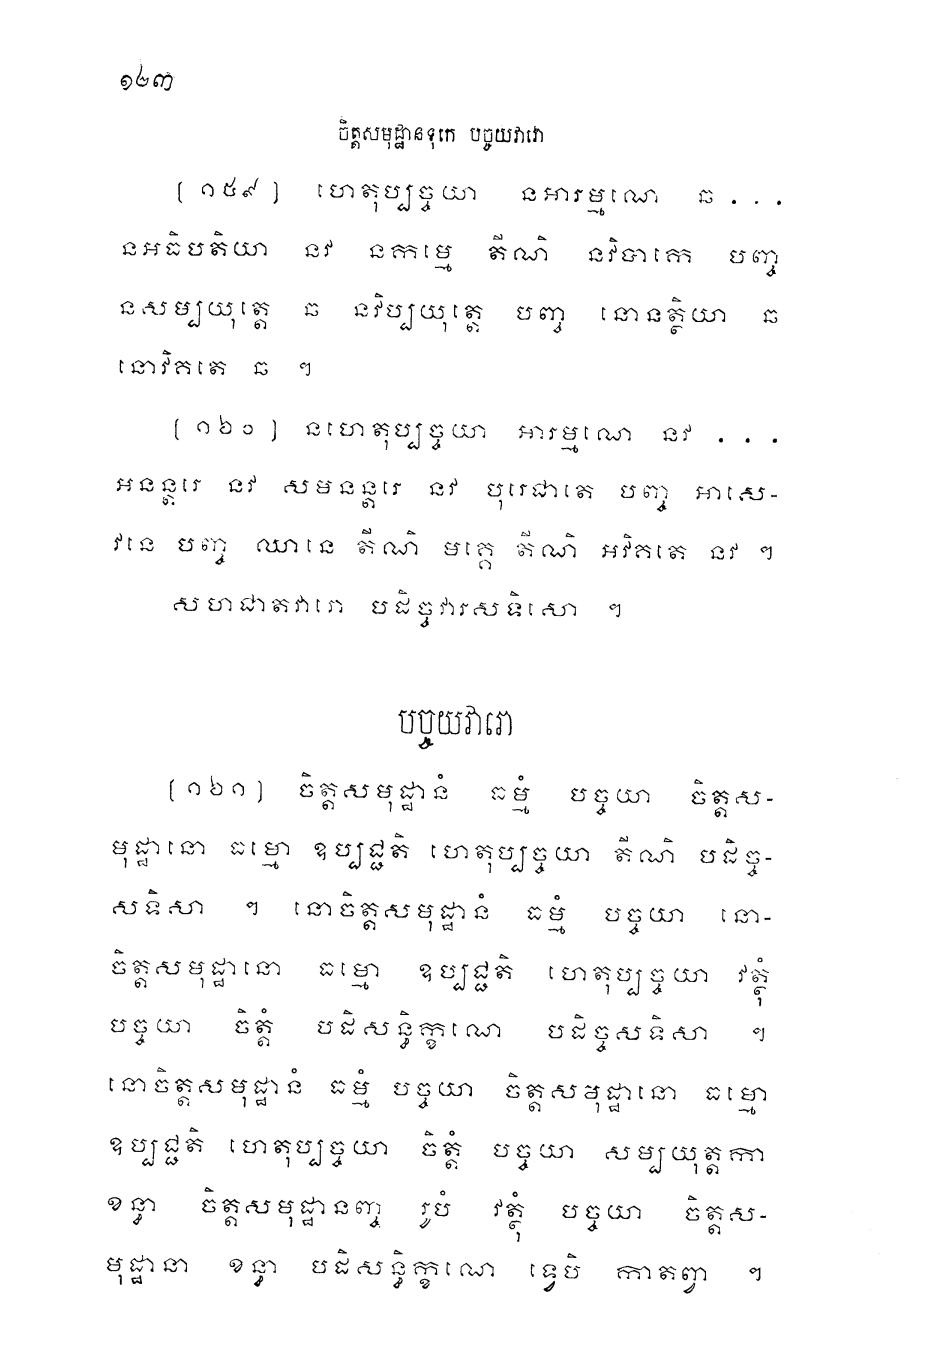 ១២៣
ចិត្តសមុដ្ឋានទុកេ បច្ចយវារោ
[ ១៥៩ ] ហេតុប្បច្ចយា នអារម្មណេ ឆ . . .
នអធិបតិយា នវ នកម្មេ តីណិ នវិបាកេ បញ្ច
នសម្បយុត្តេ ឆ នវិប្បយុត្តេ បញ្ច នោនត្ថិយា ឆ
នោវិគតេ ឆ ។
[ ១៦០ ] នហេតុប្បច្ចយា អារម្មណេ នវ . . .
អនន្តរេ នវ សមនន្តរេ នវ បុរេជាតេ បញ្ច អាសេ-
វនេ បញ្ច ឈានេ តីណិ មគ្គេ តីណិ អវិគតេ នវ ។
សហជាតវារោ បដិច្ចវារសទិសោ ។
បច្ចយវារោ
[ ១៦១ ] ចិត្តសមុដ្ឋានំ ធម្មំ បច្ចយា ចិត្តស-
មុដ្ឋានោ ធម្មោ ឧប្បជ្ជតិ ហេតុប្បច្ចយា តីណិ បដិច្ច-
សទិសា ។ នោចិត្តសមុដ្ឋានំ ធម្មំ បច្ចយា នោ-
ចិត្តសមុដ្ឋានោ ធម្មោ ឧប្បជ្ជតិ ហេតុប្បច្ចយា វត្ថុំ
បច្ចយា ចិត្តំ បដិសន្ធិក្ខណេ បដិច្ចសទិសា ។
នោចិត្តសមុដ្ឋានំ ធម្មំ បច្ចយា ចិត្តសមុដ្ឋានោ ធម្មោ
ឧប្បជ្ជតិ ហេតុប្បច្ចយា ចិត្តំ បច្ចយា សម្បយុត្តកា
ខន្ធា ចិត្តសមុដ្ឋានញ្ច រូបំ វត្ថុំ បច្ចយា ចិត្តស-
មុដ្ឋានា ខន្ធា បដិសន្ធិក្ខណេ ទ្វេបិ កាតព្វា ។